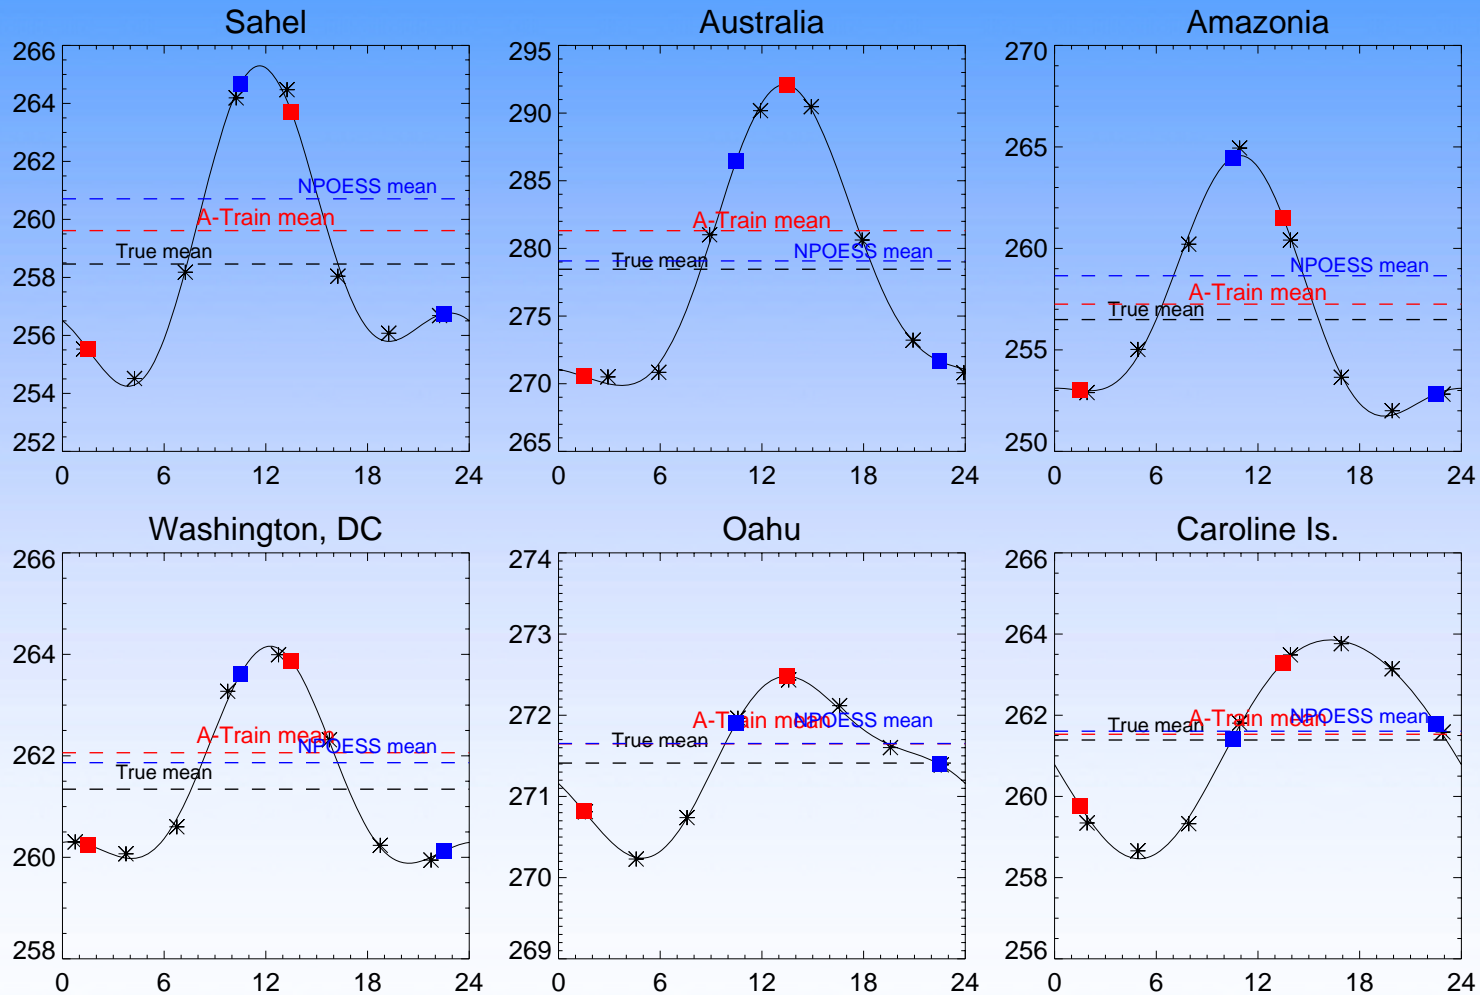 Sahel
266
264
262
260
258
256
254
252
NPOESS mean
A-Train mean
True mean
0 6 12 18 24
Australia
295
290
285
280
275
270
265
A-Train mean
NPOESS mean
True mean
0 6 12 18 24
Amazonia
270
265
260
255
250
NPOESS mean
A-Train mean
True mean
0 6 12 18 24
Washington, DC
266
264
262
260
258
A-Train mean
NPOESS mean
True mean
0 6 12 18 24
Oahu
274
273
272
271
270
269
A-Train mean
NPOESS mean
True mean
0 6 12 18 24
Caroline Is.
266
264
262
260
258
256
A-Train mean
NPOESS mean
True mean
0 6 12 18 24